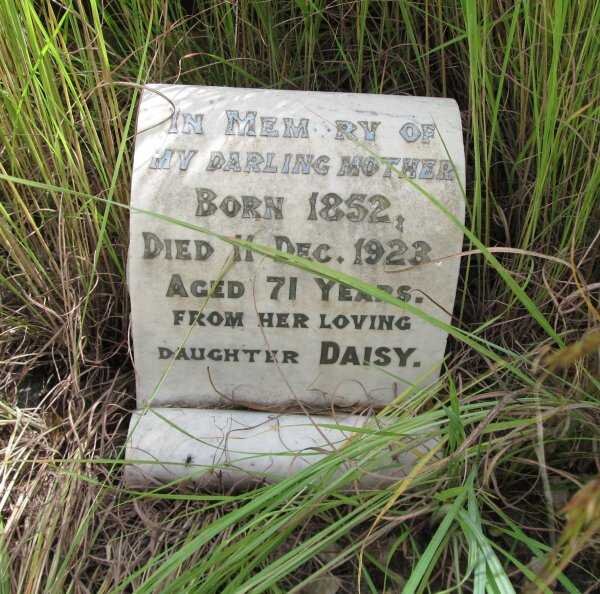 IN MEMORY OF
MY DARLING MOTHER
BORN 1852,
DIED 11 DEC. 1923
AGED 71 YEARS.
FROM HER LOVING
DAUGHTER DAISY.